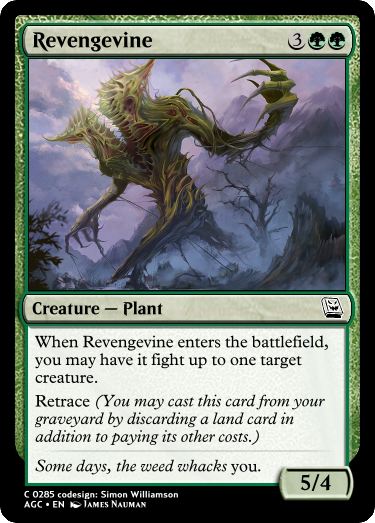 Revengevine 3
Creature — Plant
When Revengevine enters the battlefield,
you may have it fight up to one target
creature.
Retrace (You may cast this card from your
graveyard by discarding a land card in
addition to paying its other costs.)
Some days, the weed whacks you.
5/4
C 0285 codesign: Simon Williamson
AGC • EN James Nauman